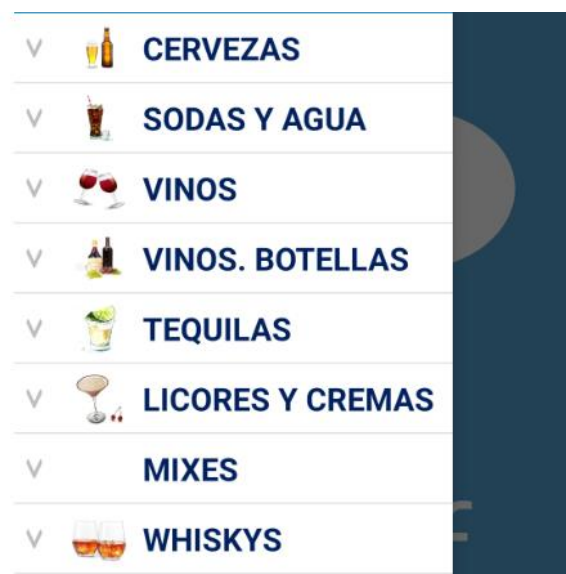 CERVEZAS
SODAS Y AGUA
VINOS
VINOS. BOTELLAS
TEQUILAS
LICORES Y CREMAS
MIXES
WHISKYS